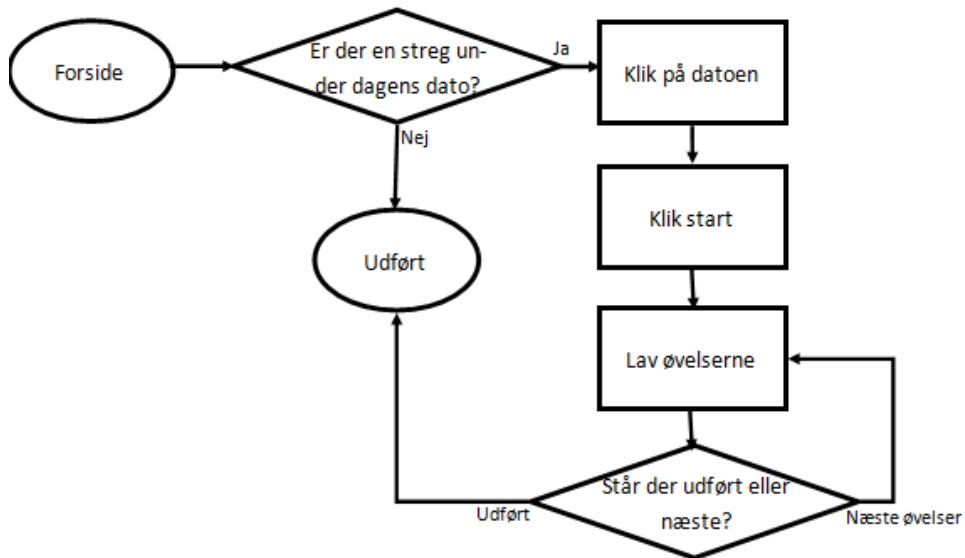 Forside
Er der en streg un-
der dagens dato?
Ja
Klik på datoen
Nej
Klik start
Udført
Lav øvelserne
Står der udført eller
næste?
Udført
Næste øvelser